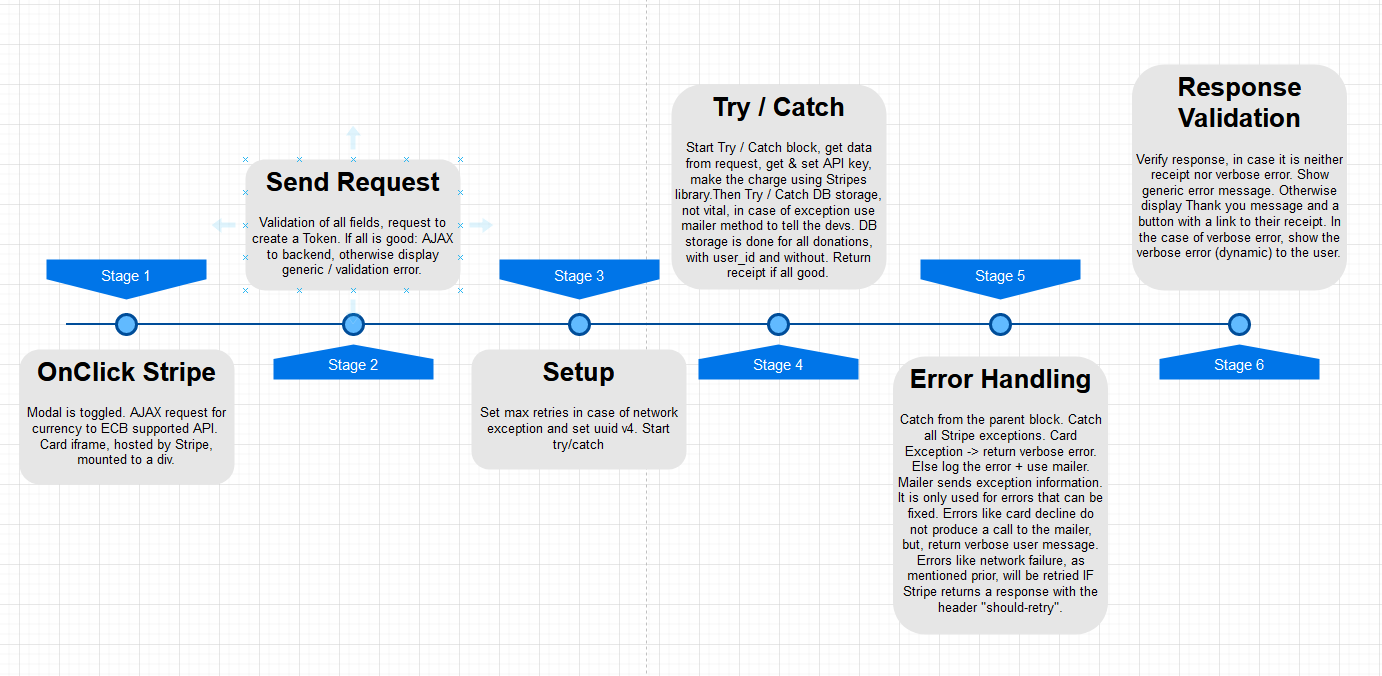 Stage 1
OnClick Stripe
Modal is toggled. AJAX request for
currency to ECB supported API.
Card iframe, hosted by Stripe,
mounted to a div.
Send Request
Validation of all fields, request to
create a Token. If all is good: AJAX
to backend, otherwise display
generic / validation error.
Stage 2
Stage 3
Setup
Set max retries in case of network
exception and set uuid v4. Start
try/catch
Try / Catch
Start Try / Catch block, get data
from request, get & set API key,
make the charge using Stripes
library.Then Try / Catch DB storage,
not vital, in case of exception use
mailer method to tell the devs. DB
storage is done for all donations,
with user_id and without. Return
receipt if all good.
Stage 4
Stage 5
Error Handling
Catch from the parent block. Catch
all Stripe exceptions. Card
Exception -> return verbose error.
Else log the error + use mailer.
Mailer sends exception information.
It is only used for errors that can be
fixed. Errors like card decline do
not produce a call to the mailer,
but, return verbose user message.
Errors like network failure, as
mentioned prior, will be retried IF
Stripe returns a response with the
header "should-retry".
Response
Validation
Verify response, in case it is neither
receipt nor verbose error. Show
generic error message. Otherwise
display Thank you message and a
button with a link to their receipt. In
the case of verbose error, show the
verbose error (dynamic) to the user.
Stage 6